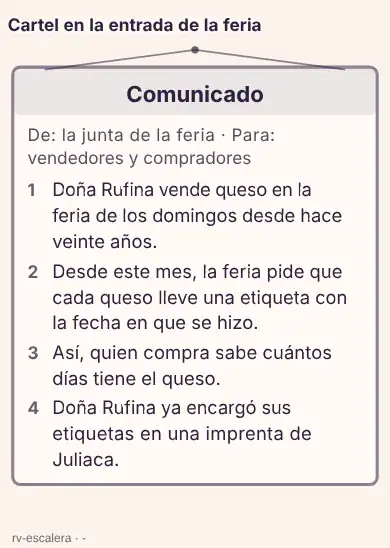 Cartel en la entrada de la feria
Comunicado
De: la junta de la feria · Para:
vendedores y compradores
1 Doña Rufina vende queso en la
feria de los domingos desde hace
veinte años.
2 Desde este mes, la feria pide que
cada queso lleve una etiqueta con
la fecha en que se hizo.
3 Así, quien compra sabe cuántos
días tiene el queso.
4 Doña Rufina ya encargó sus
etiquetas en una imprenta de
Juliaca.
rv-escalera · -